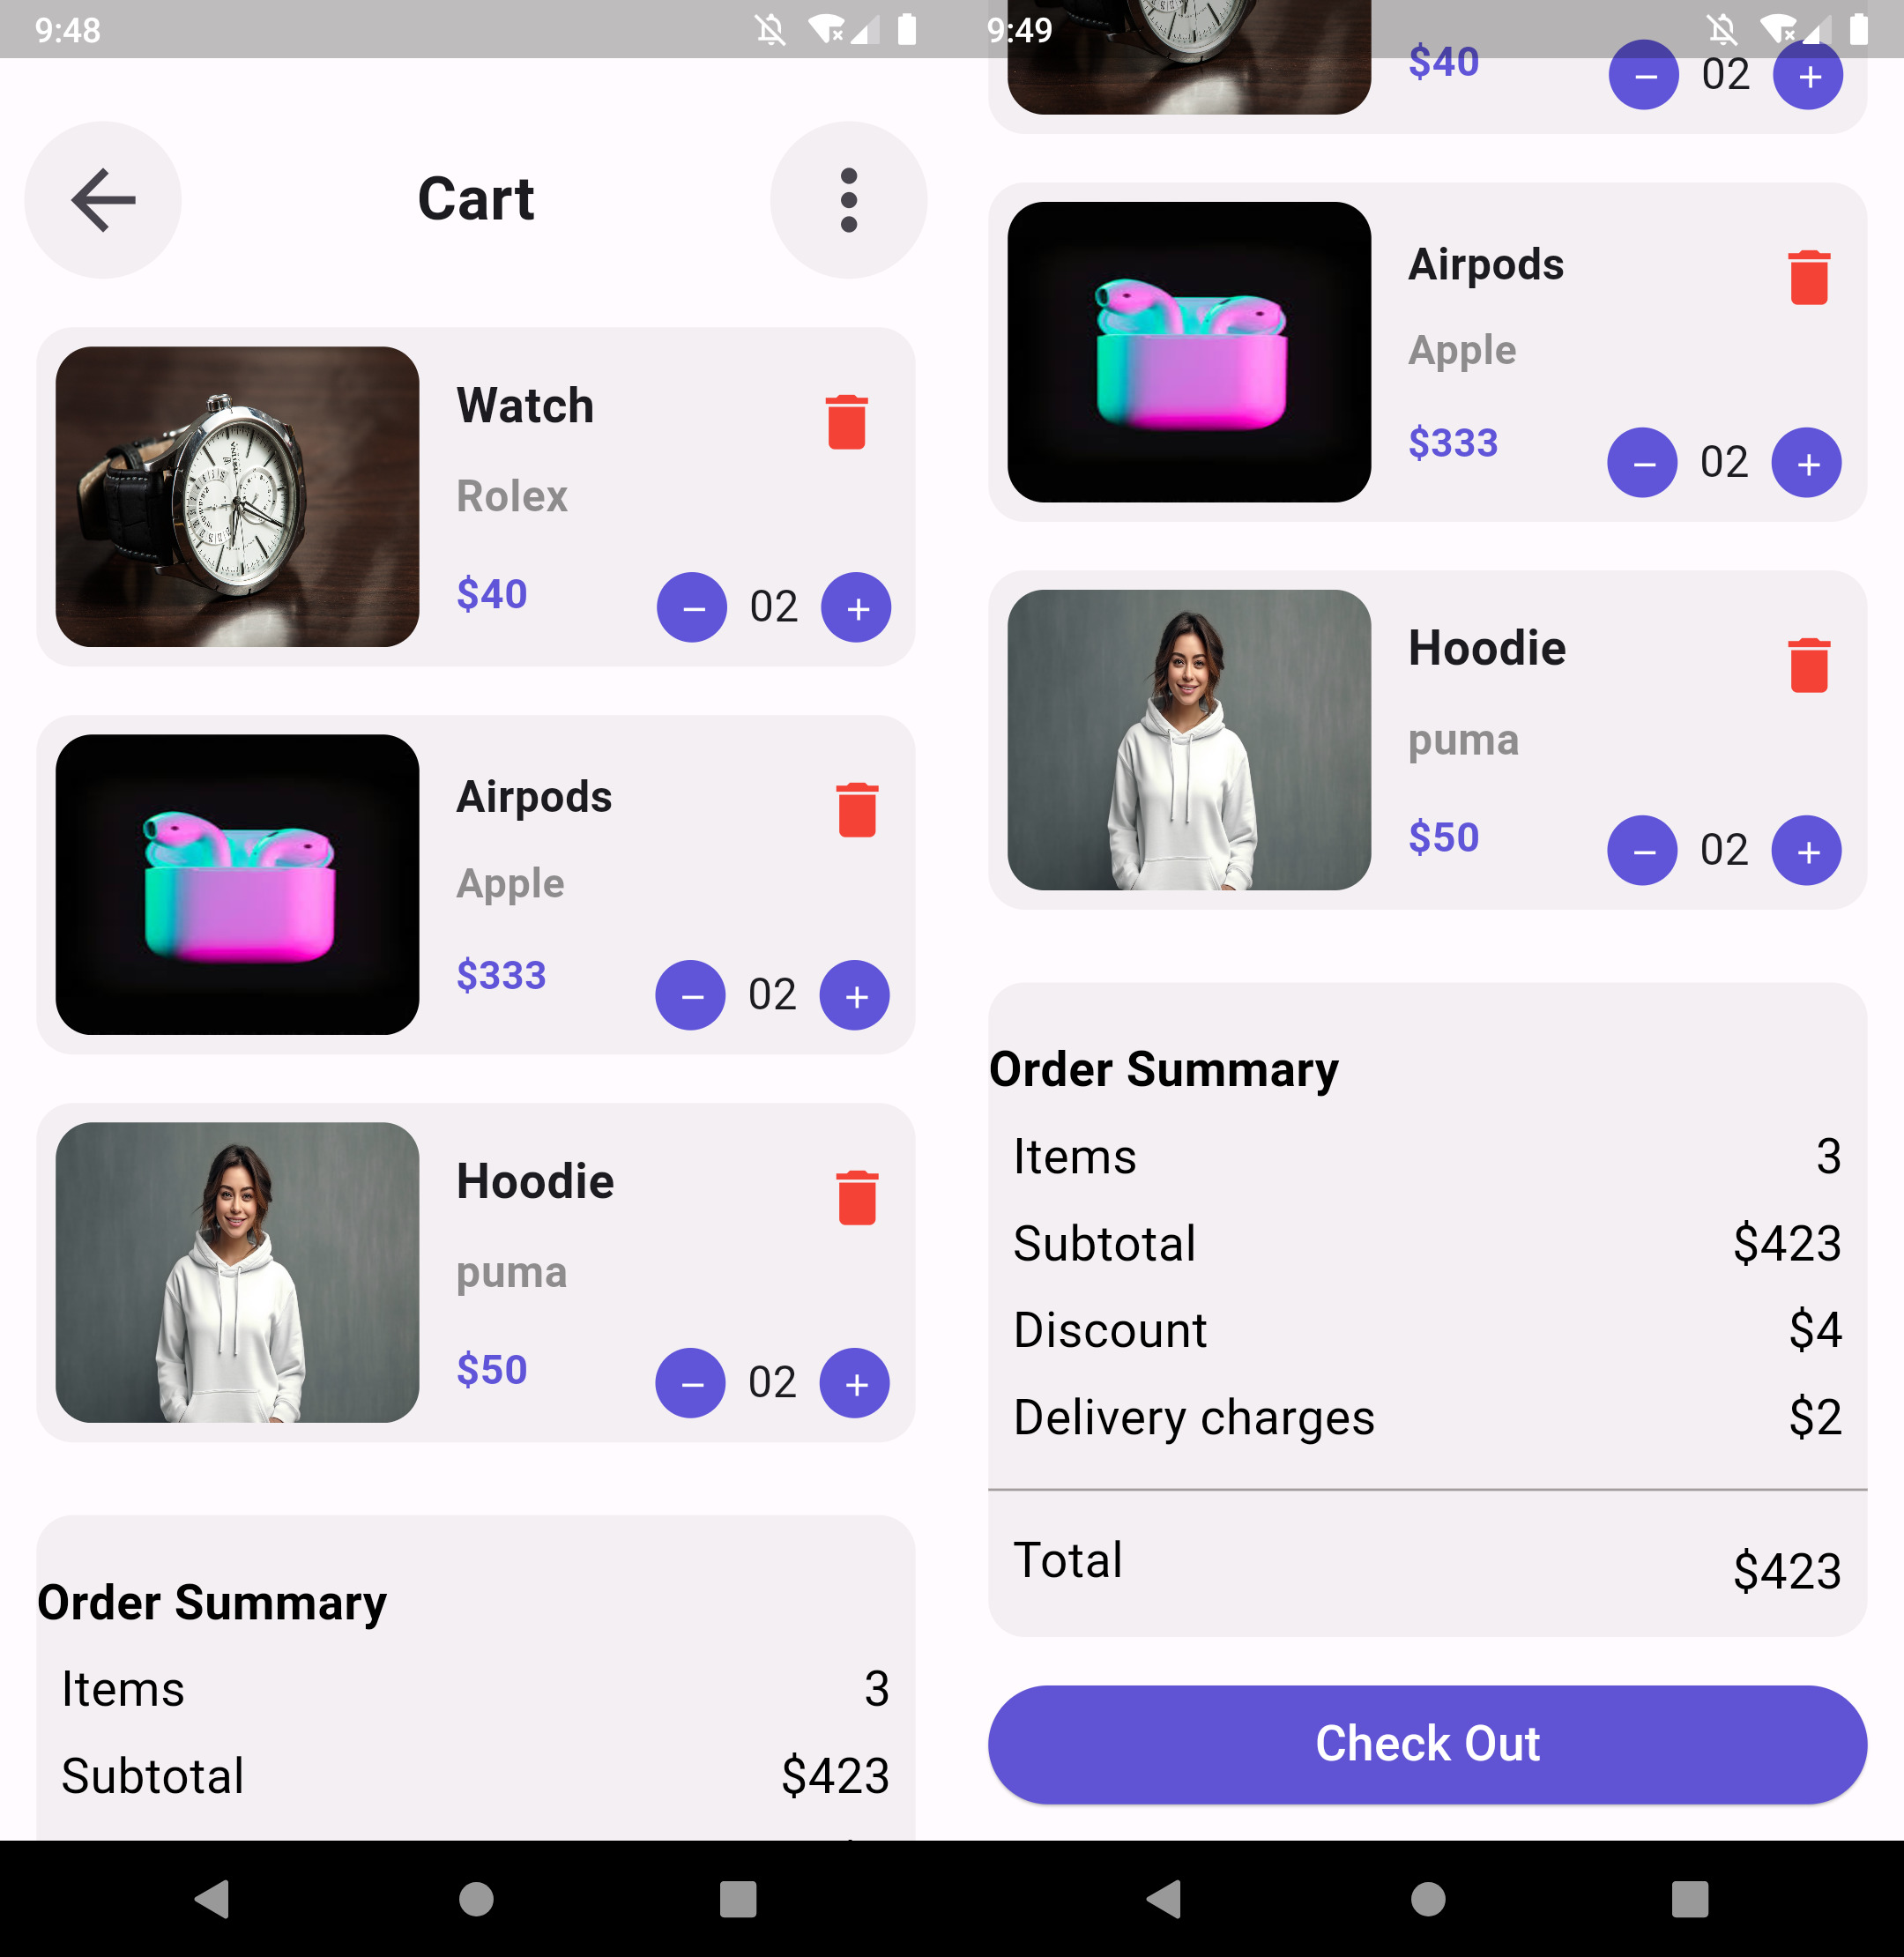 9:48
Cart
Watch
Rolex
$40
− 02 +
Airpods
Apple
$333
− 02 +
Hoodie
puma
$50
− 02 +
Order Summary
Items 3
Subtotal $423
9:49
$40
− 02 +
Airpods
Apple
$333
− 02 +
Hoodie
puma
$50
− 02 +
Order Summary
Items 3
Subtotal $423
Discount $4
Delivery charges $2
Total $423
Check Out